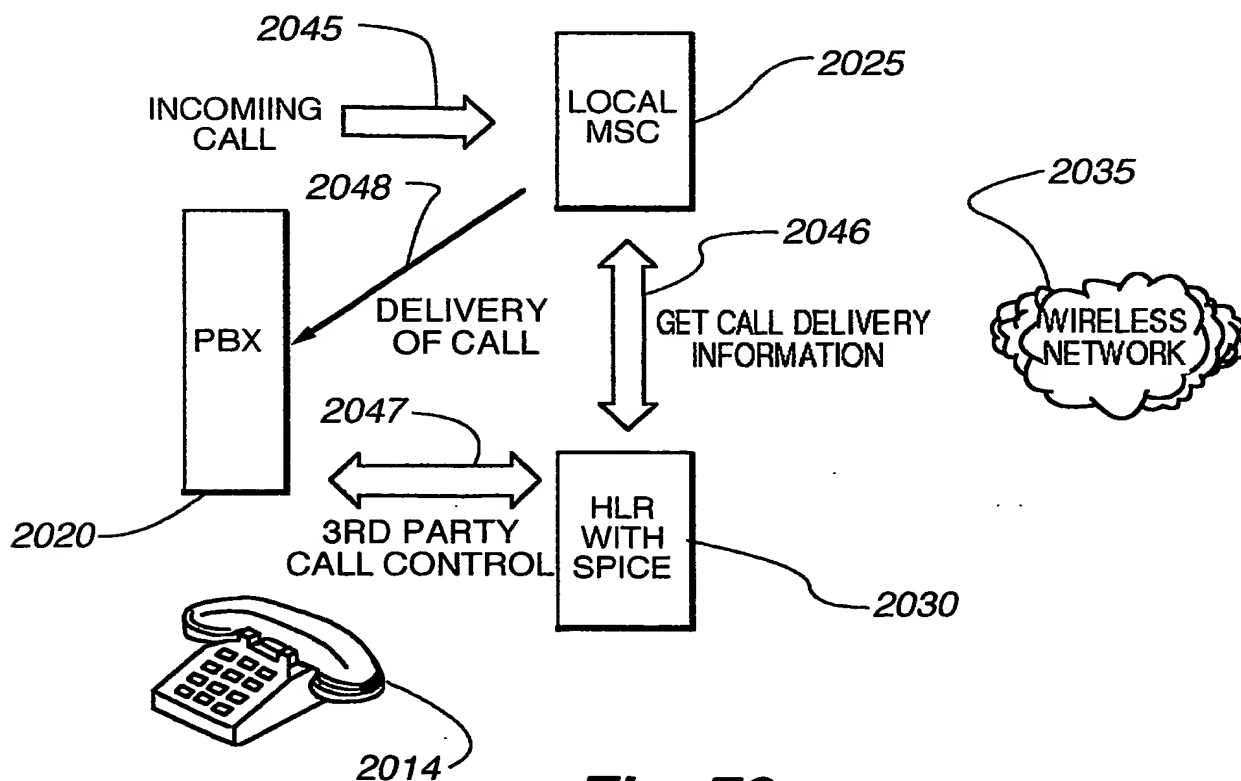 2045
INCOMIING
CALL
LOCAL
MSC
2025
2048
2035
2046
PBX
DELIVERY
OF CALL
GET CALL DELIVERY
INFORMATION
WIRELESS
NETWORK
2047
2020
3RD PARTY
CALL CONTROL
HLR
WITH
SPICE
2030
2014